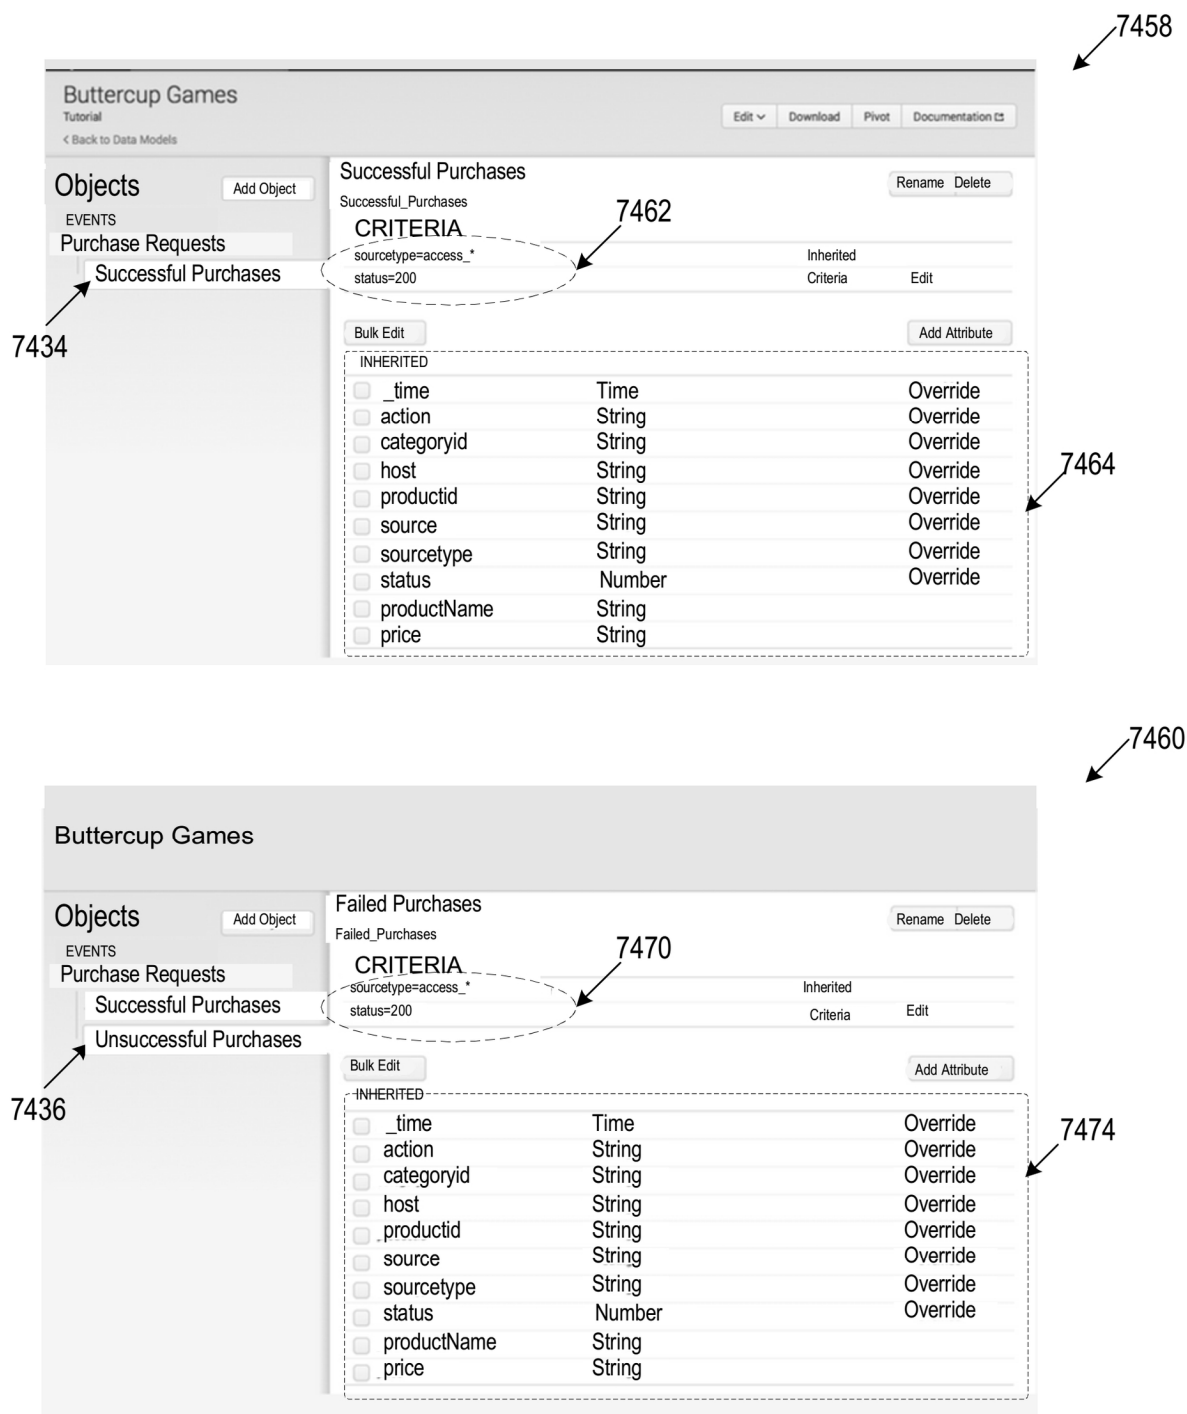 7458
Buttercup Games
Tutorial
< Back to Data Models
Edit Download Pivot Documentation
Objects Add Object
EVENTS
Purchase Requests
Successful Purchases
7434
Successful Purchases
Rename Delete
Successful_Purchases
7462
CRITERIA
sourcetype=access_* Inherited
status=200 Criteria Edit
Bulk Edit Add Attribute
INHERITED
_time Time Override
action String Override
categoryid String Override
host String Override
7464
productid String Override
source String Override
sourcetype String Override
status Number Override
productName String
price String
7460
Buttercup Games
Objects Add Object
EVENTS
Purchase Requests
Successful Purchases
Unsuccessful Purchases
7436
Failed Purchases
Rename Delete
Failed_Purchases
7470
CRITERIA
sourcetype=access_* Inherited
status=200 Criteria Edit
Bulk Edit Add Attribute
INHERITED
_time Time Override
7474
action String Override
categoryid String Override
host String Override
productid String Override
source String Override
sourcetype String Override
status Number Override
productName String
price String